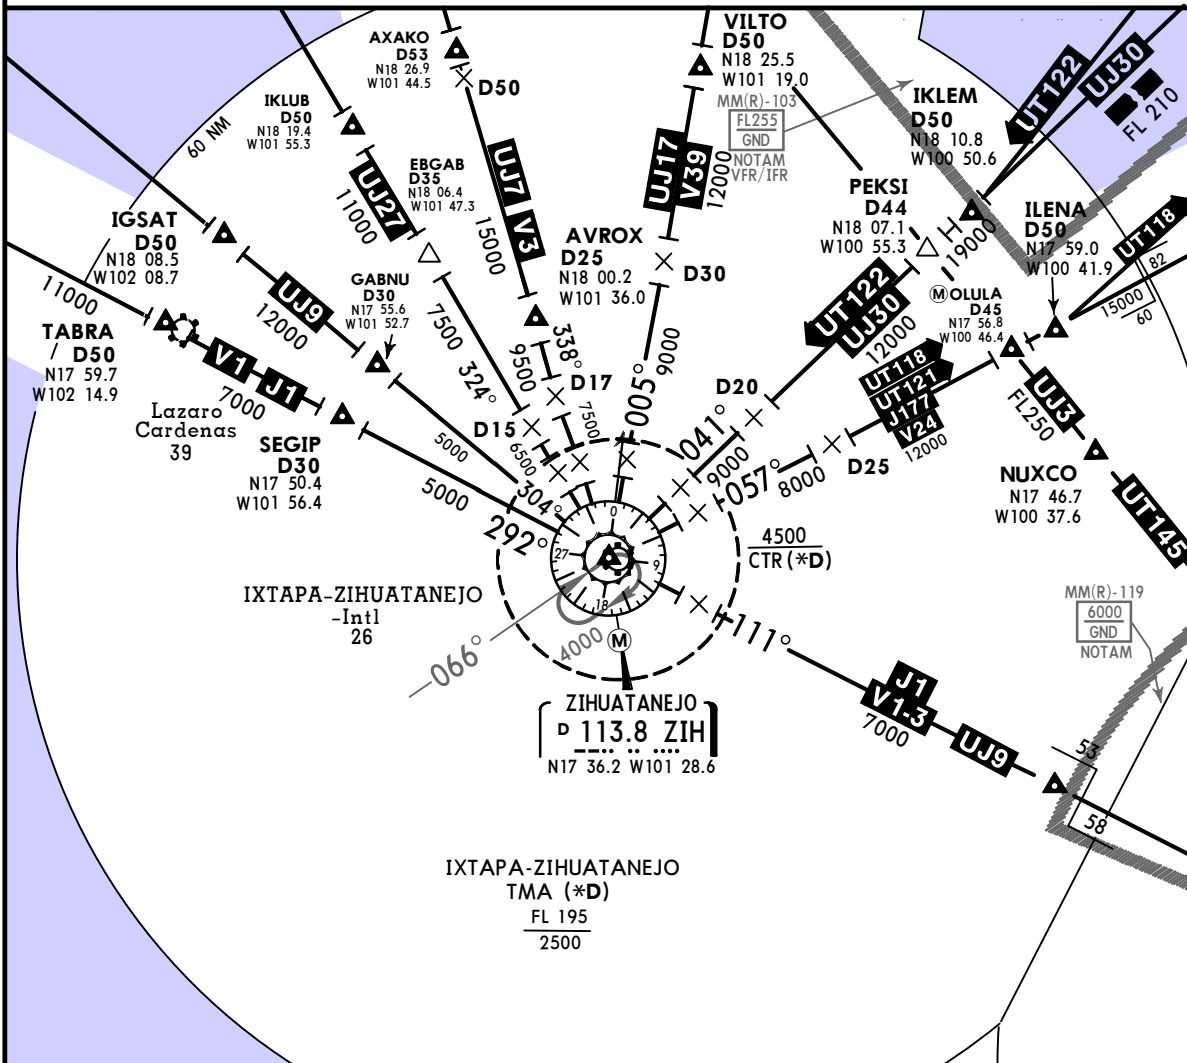 VILTO
D50
N18 25.5
W101 19.0
AXAKO
D53
N18 26.9
W101 44.5
D50
UT122
UJ30
FL 210
IKLUB
D50
N18 19.4
W101 55.3
60 NM
MM(R)-103
FL255
GND
NOTAM
VFR/IFR
IKLEM
D50
N18 10.8
W100 50.6
EBGAB
D35
N18 06.4
W101 47.3
UJ27
11000
UJ7 V3
15000
UJ17
V39
12000
PEKSI
D44
N18 07.1
W100 55.3
19000
ILENA
D50
N17 59.0
W100 41.9
UT118
82
15000
60
IGSAT
D50
N18 08.5
W102 08.7
AVROX
D25
N18 00.2
W101 36.0
D30
11000
UJ9
12000
GABNU
D30
N17 55.6
W101 52.7
7500
324°
9500
338°
9000
UT122
UJ30
12000
M OLULA
D45
N17 56.8
W100 46.4
TABRA
D50
N17 59.7
W102 14.9
V1 J1
7000
Lazaro
Cardenas
39
D17
7500
D15
6500
005°
D20
041°
9000
UT118
UT121
J177
V24
12000
UJ3
FL250
SEGIP
D30
N17 50.4
W101 56.4
5000
5000
304°
292°
057°
8000
D25
NUXCO
N17 46.7
W100 37.6
UT145
0
9
18
27
4500
CTR (*D)
IXTAPA-ZIHUATANEJO
-Intl
26
066°
4000
M
111°
MM(R)-119
6000
GND
NOTAM
ZIHUATANEJO
D 113.8 ZIH
N17 36.2 W101 28.6
J1
V1-3
7000
UJ9
53
58
IXTAPA-ZIHUATANEJO
TMA (*D)
FL 195
2500